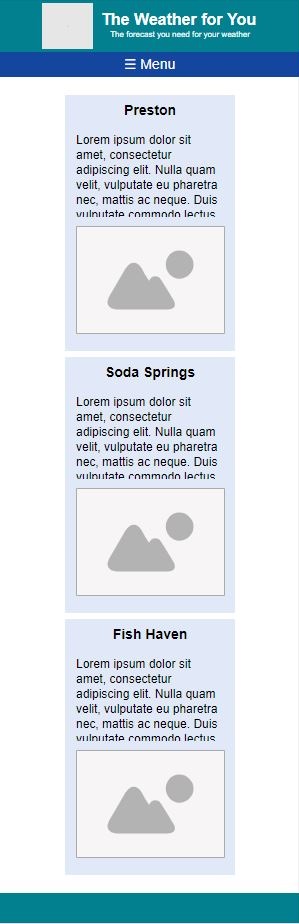 The Weather for You
The forecast you need for your weather
☰ Menu
Preston
Lorem ipsum dolor sit
amet, consectetur
adipiscing elit. Nulla quam
velit, vulputate eu pharetra
nec, mattis ac neque. Duis
vulputate commodo lectus
Soda Springs
Lorem ipsum dolor sit
amet, consectetur
adipiscing elit. Nulla quam
velit, vulputate eu pharetra
nec, mattis ac neque. Duis
vulputate commodo lectus
Fish Haven
Lorem ipsum dolor sit
amet, consectetur
adipiscing elit. Nulla quam
velit, vulputate eu pharetra
nec, mattis ac neque. Duis
vulputate commodo lectus